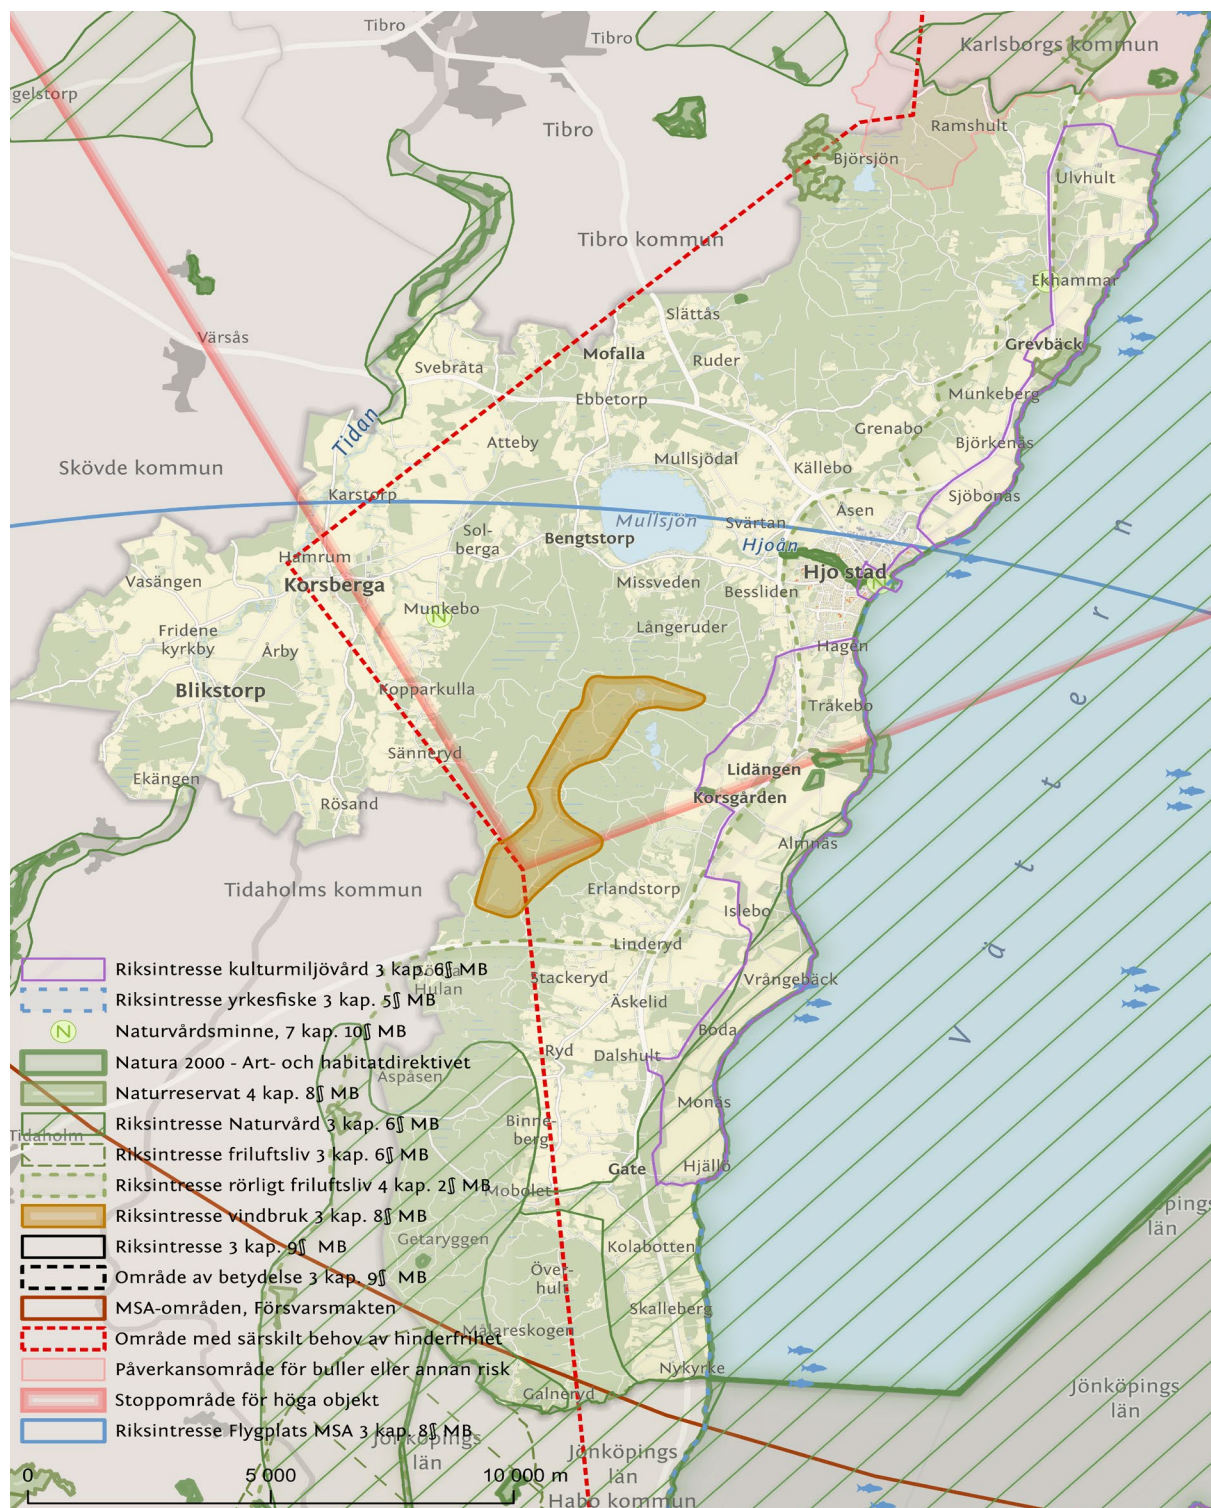 Tibro
Tibro
Karlsborgs kommun
gelstorp
Tibro
Ramshult
Björsjön
Ulvhult
Tibro kommun
Ekhammar
Slättås
Värsås
Grevbäck
Mofalla
Ruder
Svebråta
Munkeberg
Ebbetorp
Tidan
Grenabo
Atteby
Björkenäs
Mullsjödal
Källebo
Skövde kommun
Karstorp
Sjöbonäs
Åsen
Mullsjön
Svärtan
Sol-
berga
Bengtstorp
Hjoån
Hamrum
Hjo stad
Vasängen
Korsberga
Missveden
Bessliden
Munkebo
N
N
Långeruder
Fridene
kyrkby
Årby
Hagen
Blikstorp
Kopparkulla
Tråkebo
Sänneryd
Lidängen
Ekängen
Korsgården
Rösand
Almnäs
Vättern
Tidaholms kommun
Erlandstorp
Islebo
Linderyd
Hulan
Stackeryd
Vrångebäck
Äskelid
Boda
Ryd
Dalshult
Aspåsen
Monäs
Binne-
berg
Tidaholm
Gate
Hjällö
Mobolet
Getaryggen
Kolabotten
Över-
hult
Skalleberg
Målareskogen
Nykyrke
Galneryd
pings
län
Jönköpings
län
Jönköpings
län
Jönköpings
län
Habo kommun
Riksintresse kulturmiljövård 3 kap. 6§ MB
Riksintresse yrkesfiske 3 kap. 5§ MB
N Naturvårdsminne, 7 kap. 10§ MB
Natura 2000 - Art- och habitatdirektivet
Naturreservat 4 kap. 8§ MB
Riksintresse Naturvård 3 kap. 6§ MB
Riksintresse friluftsliv 3 kap. 6§ MB
Riksintresse rörligt friluftsliv 4 kap. 2§ MB
Riksintresse vindbruk 3 kap. 8§ MB
Riksintresse 3 kap. 9§ MB
Område av betydelse 3 kap. 9§ MB
MSA-områden, Försvarsmakten
Område med särskilt behov av hinderfrihet
Påverkansområde för buller eller annan risk
Stoppområde för höga objekt
Riksintresse Flygplats MSA 3 kap. 8§ MB
0 5 000 10 000 m